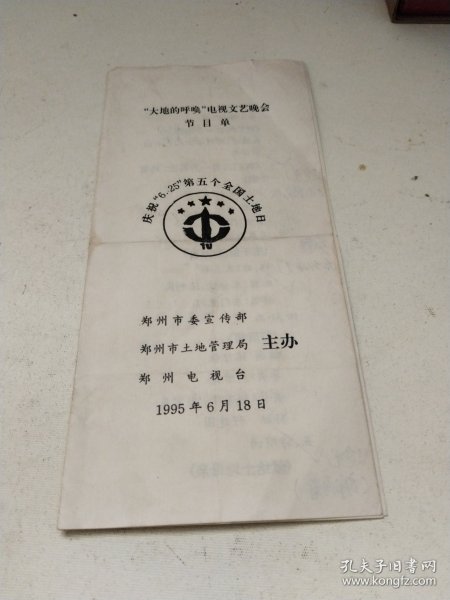 “大地的呼唤”电视文艺晚会
节目单
庆祝“6.25”第五个全国土地日
TU
郑州市委宣传部
郑州市土地管理局 主办
郑州电视台
1995年6月18日
孔夫子旧书网
www.kongfz.com